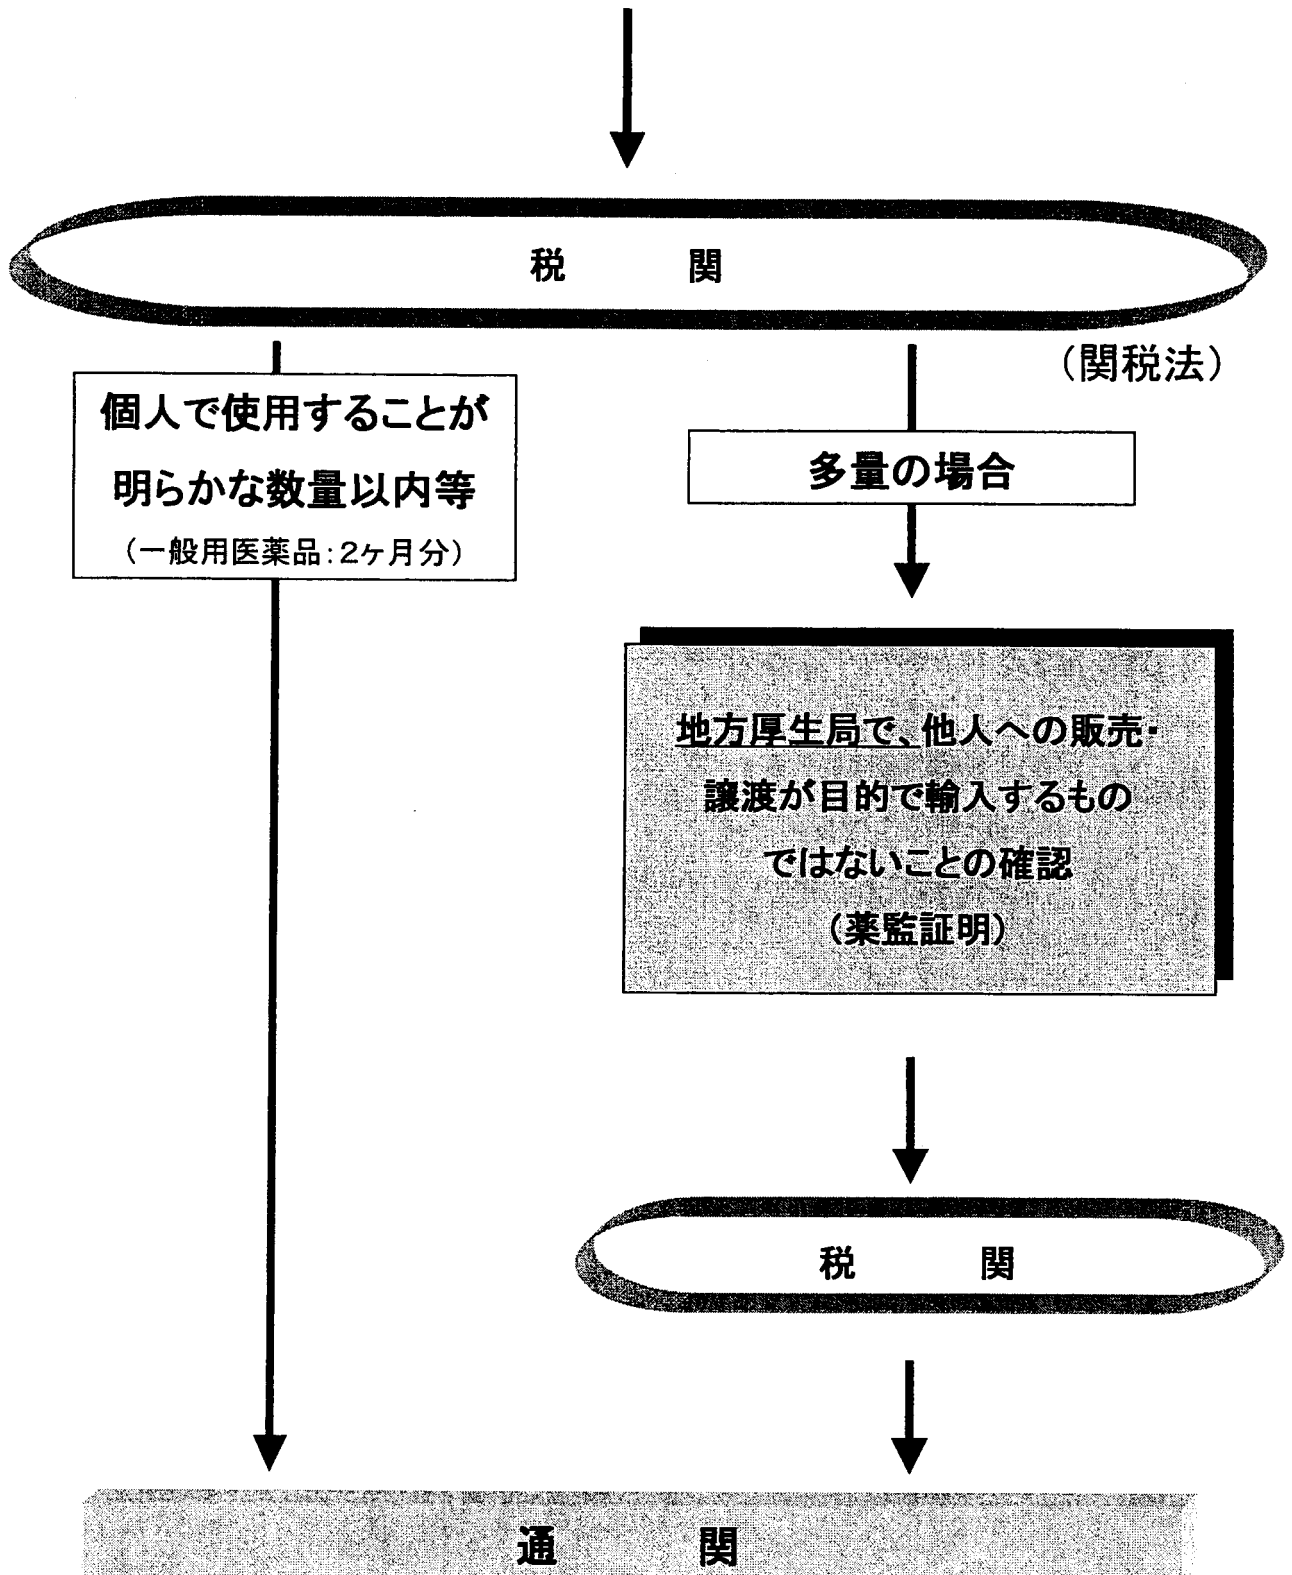 税 関
(関税法)
個人で使用することが
明らかな数量以内等
(一般用医薬品:2ヶ月分)
多量の場合
地方厚生局で、他人への販売・
譲渡が目的で輸入するもの
ではないことの確認
(薬監証明)
税 関
通 関